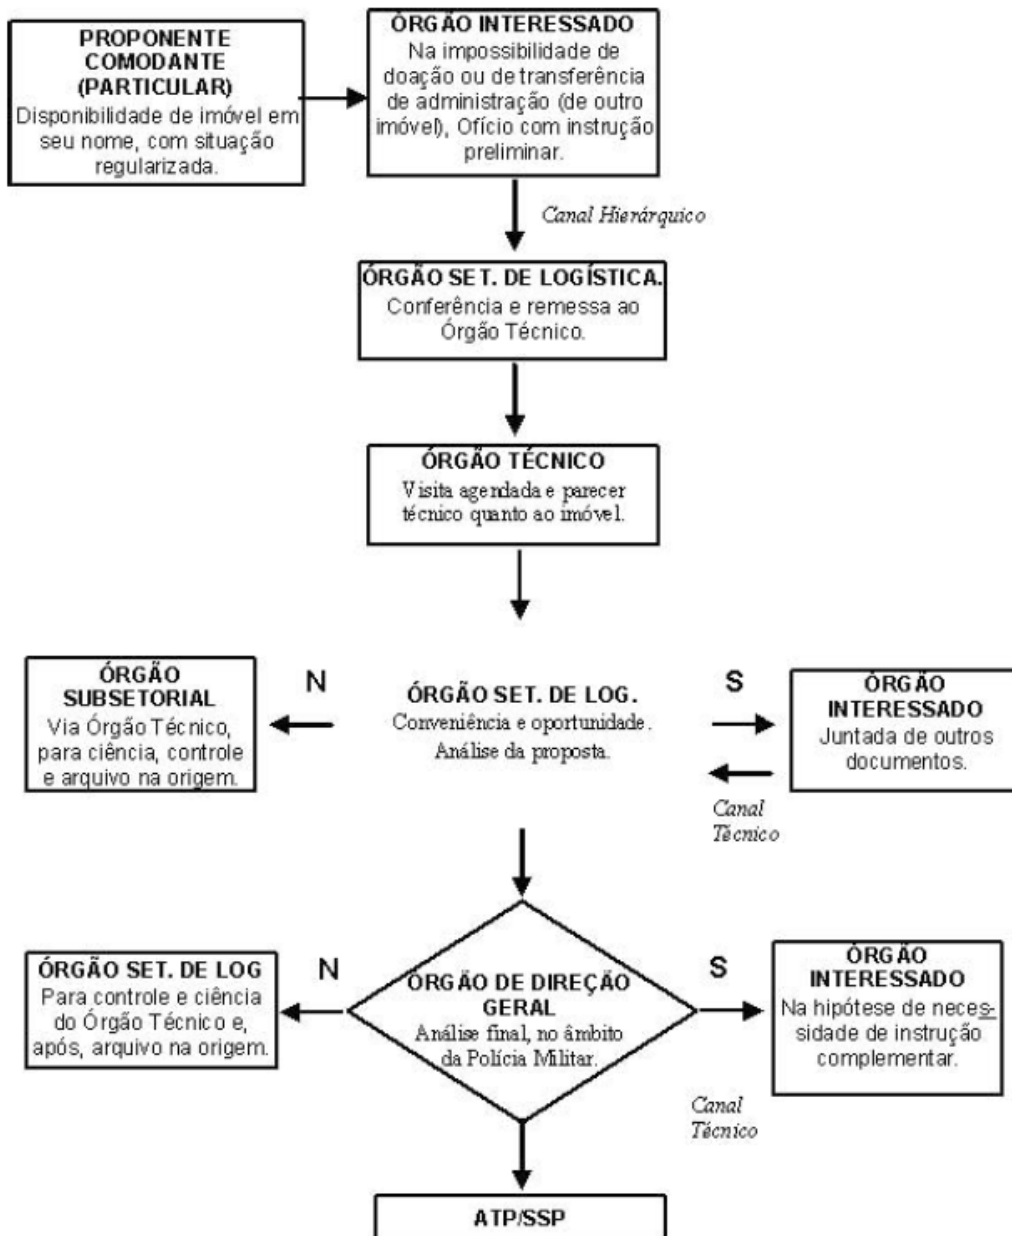 PROPONENTE
COMODANTE
(PARTICULAR)
Disponibilidade de imóvel em
seu nome, com situação
regularizada.
ÓRGÃO INTERESSADO
Na impossibilidade de
doação ou de transferência
de administração (de outro
imóvel), Ofício com instrução
preliminar.
Canal Hierárquico
ÓRGÃO SET. DE LOGÍSTICA.
Conferência e remessa ao
Órgão Técnico.
ÓRGÃO TÉCNICO
Visita agendada e parecer
técnico quanto ao imóvel.
ÓRGÃO
SUBSETORIAL
Via Órgão Técnico,
para ciência, controle
e arquivo na origem.
N
ÓRGÃO SET. DE LOG.
Conveniência e oportunidade.
Análise da proposta.
S
ÓRGÃO
INTERESSADO
Juntada de outros
documentos.
Canal
Técnico
ÓRGÃO SET. DE LOG
Para controle e ciência
do Órgão Técnico e,
após, arquivo na origem.
N
ÓRGÃO DE DIREÇÃO
GERAL
Análise final, no âmbito
da Polícia Militar.
S
ÓRGÃO
INTERESSADO
Na hipótese de neces-
sidade de instrução
complementar.
Canal
Técnico
ATP/SSP